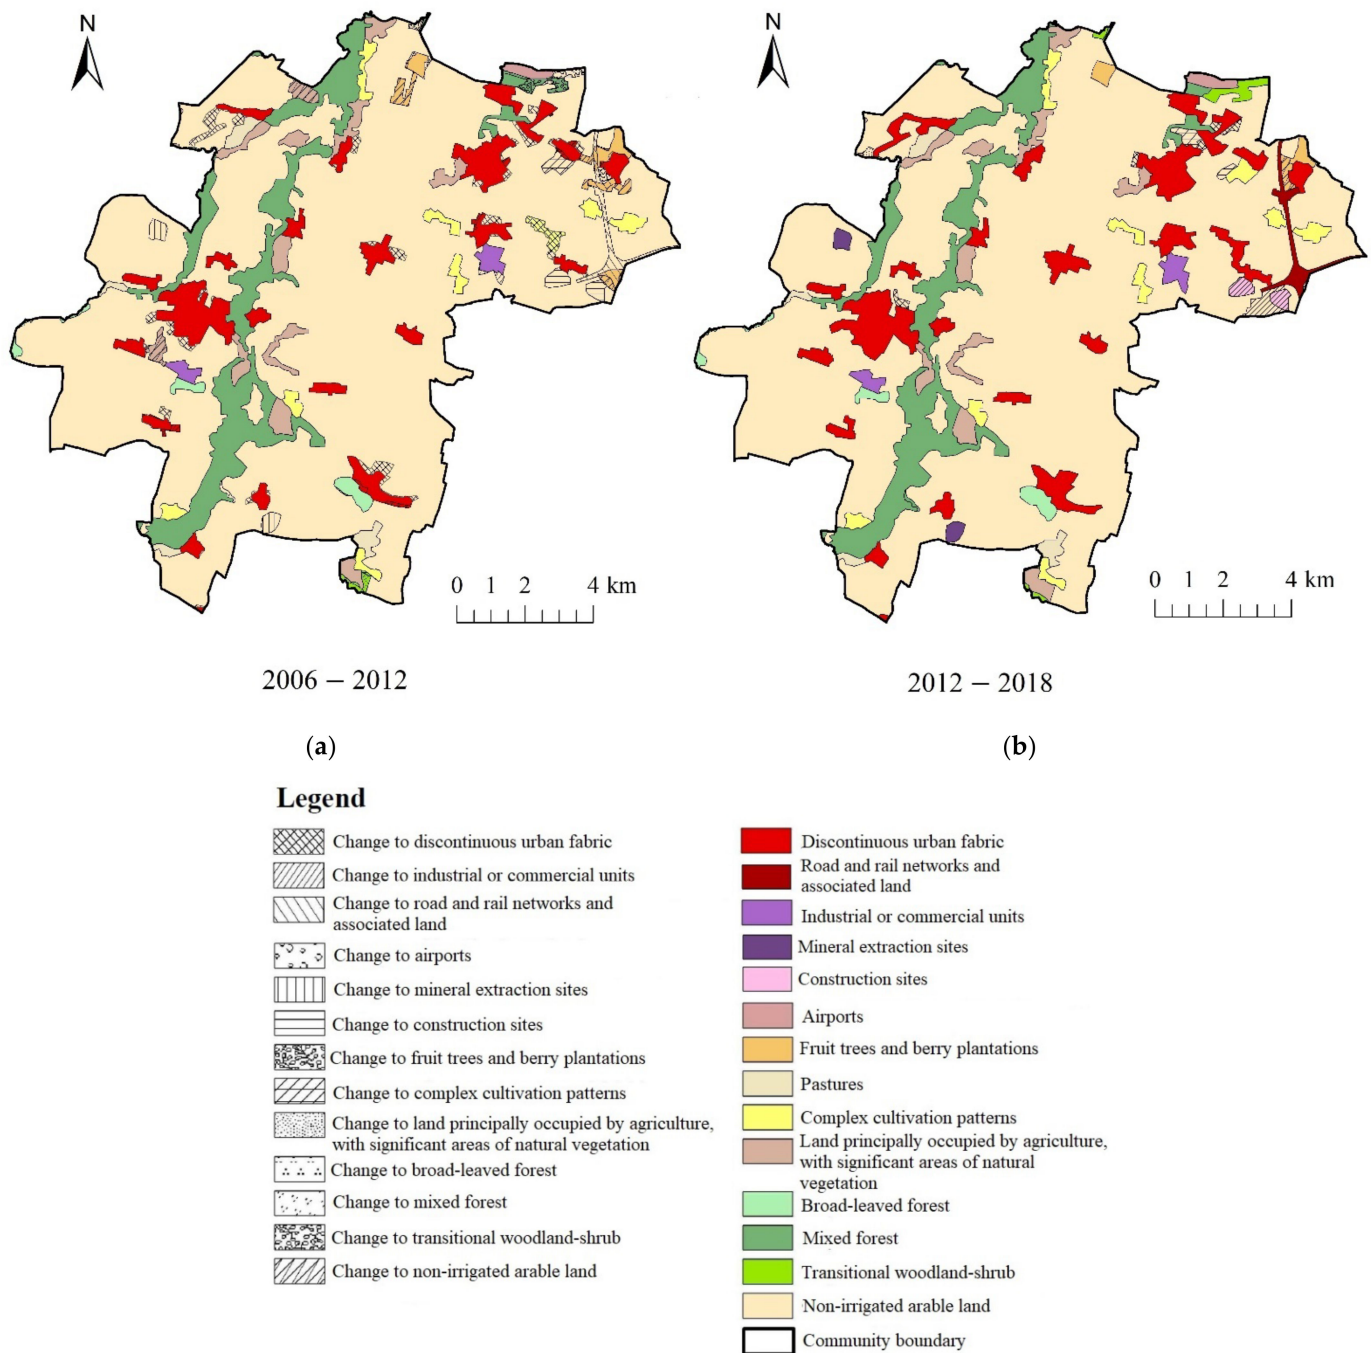 N
N
0 1 2 4 km
0 1 2 4 km
2006 – 2012
2012 – 2018
(a)
(b)
Legend
Change to discontinuous urban fabric
Change to industrial or commercial units
Change to road and rail networks and
associated land
Change to airports
Change to mineral extraction sites
Change to construction sites
Change to fruit trees and berry plantations
Change to complex cultivation patterns
Change to land principally occupied by agriculture,
with significant areas of natural vegetation
Change to broad-leaved forest
Change to mixed forest
Change to transitional woodland-shrub
Change to non-irrigated arable land
Discontinuous urban fabric
Road and rail networks and
associated land
Industrial or commercial units
Mineral extraction sites
Construction sites
Airports
Fruit trees and berry plantations
Pastures
Complex cultivation patterns
Land principally occupied by agriculture,
with significant areas of natural
vegetation
Broad-leaved forest
Mixed forest
Transitional woodland-shrub
Non-irrigated arable land
Community boundary